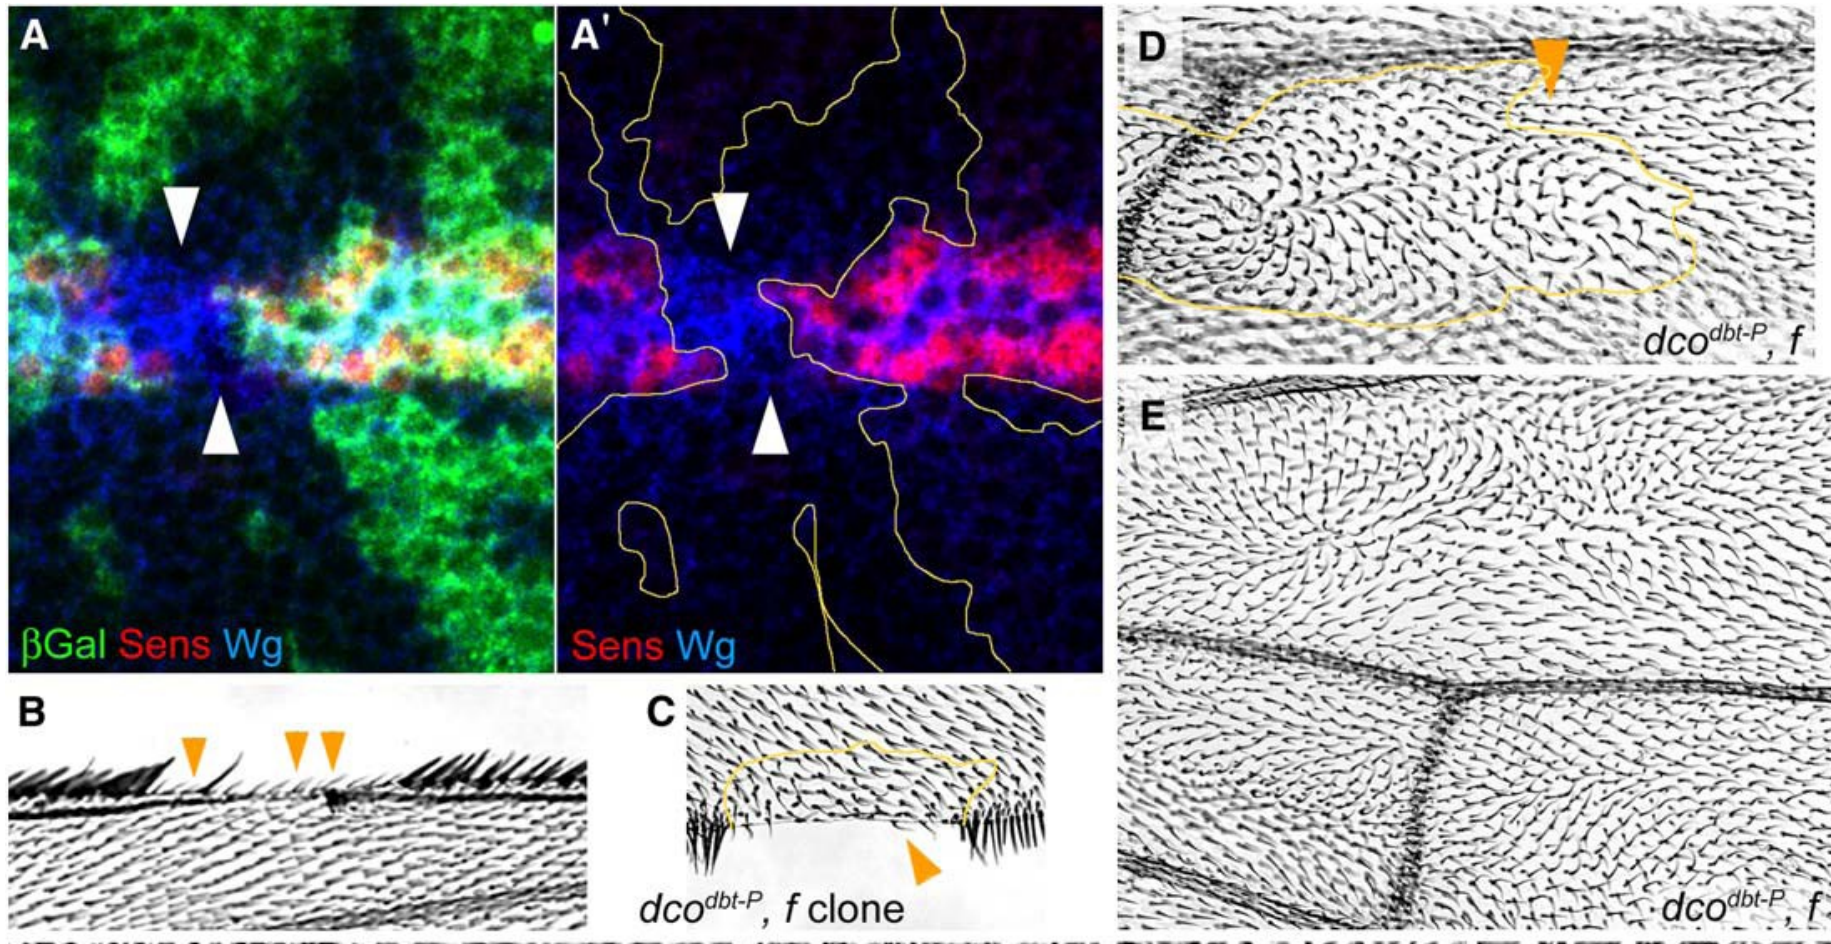 A
A'
βGal Sens Wg
Sens Wg
B
C
dco^dbt-P, f clone
D
dco^dbt-P, f
E
dco^dbt-P, f